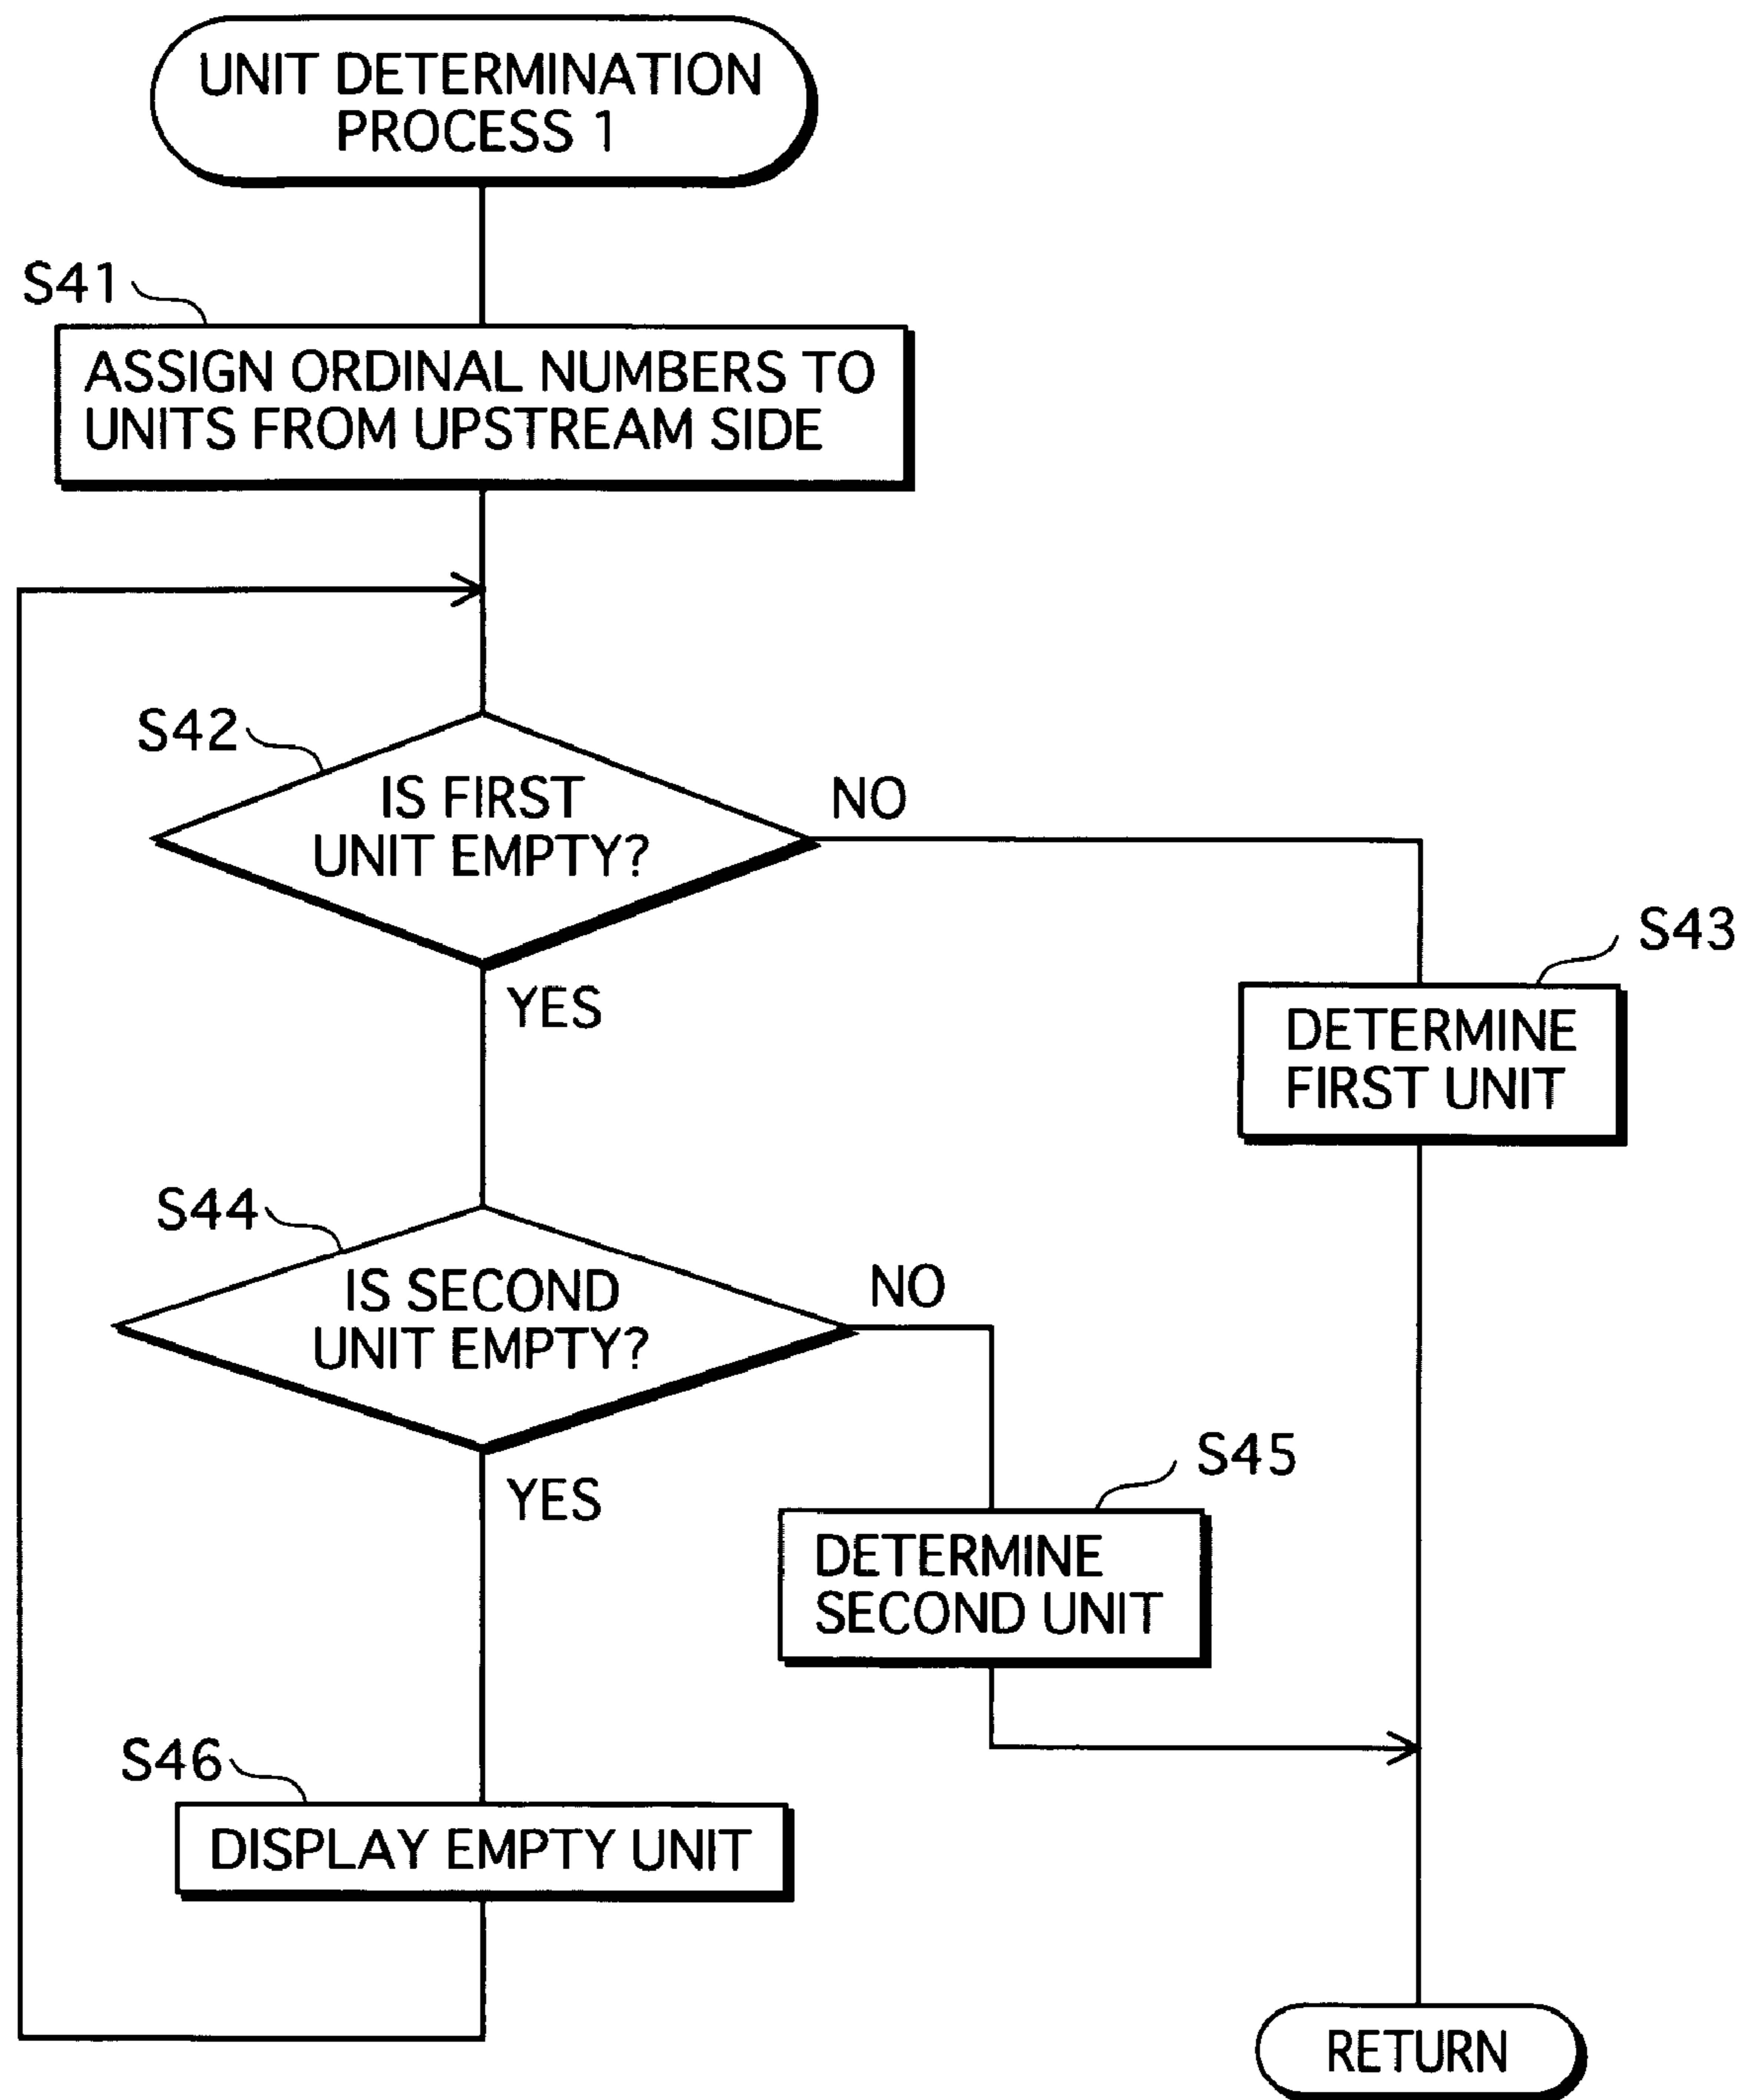 UNIT DETERMINATION
PROCESS 1
S41
ASSIGN ORDINAL NUMBERS TO
UNITS FROM UPSTREAM SIDE
S42
IS FIRST
UNIT EMPTY?
NO
YES
S43
DETERMINE
FIRST UNIT
S44
IS SECOND
UNIT EMPTY?
NO
YES
S45
DETERMINE
SECOND UNIT
S46
DISPLAY EMPTY UNIT
RETURN